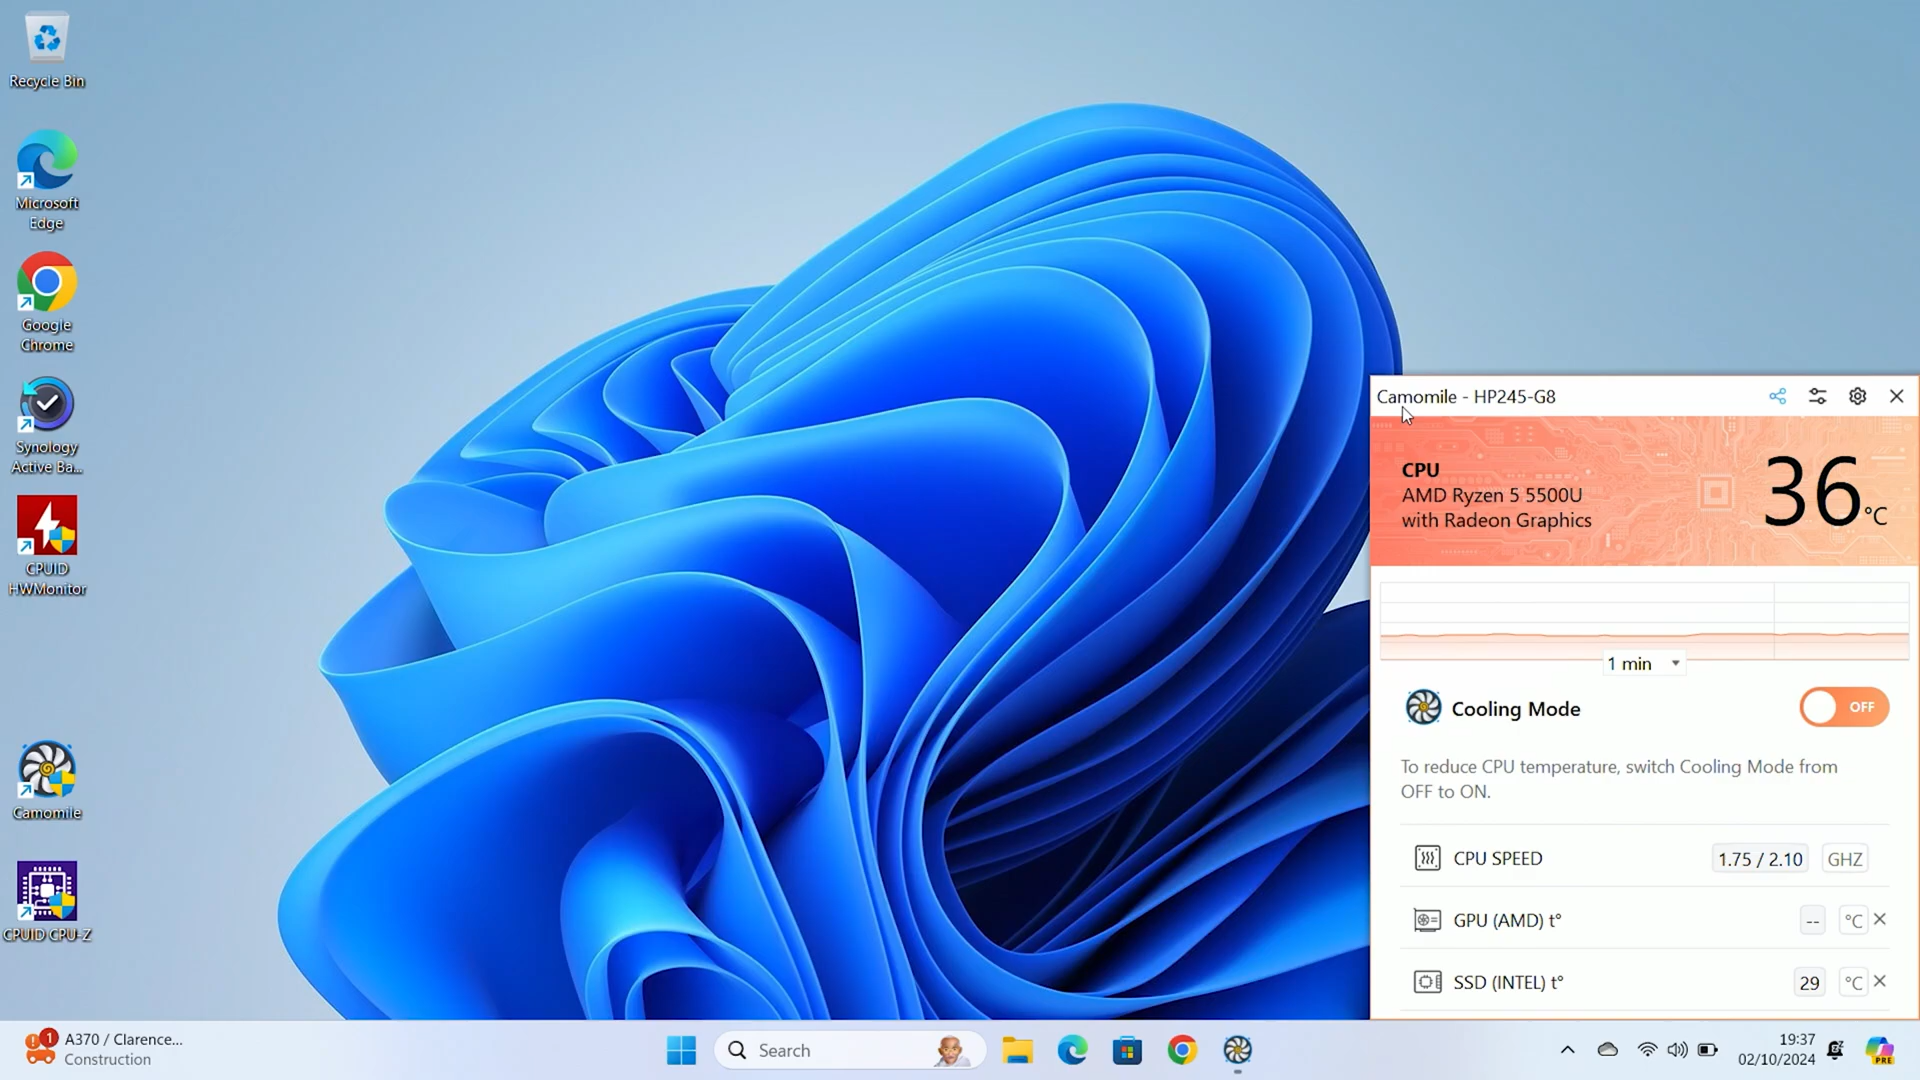 Recycle Bin
Microsoft
Edge
Google
Chrome
Synology
Active Ba...
CPUID
HWMonitor
Camomile
CPUID CPU-Z
Camomile - HP245-G8
CPU
AMD Ryzen 5 5500U
with Radeon Graphics
36 °C
1 min
Cooling Mode
OFF
To reduce CPU temperature, switch Cooling Mode from
OFF to ON.
CPU SPEED
1.75 / 2.10
GHZ
GPU (AMD) t°
--
°C
SSD (INTEL) t°
29
°C
1
A370 / Clarence...
Construction
Search
19:37
02/10/2024
PRE